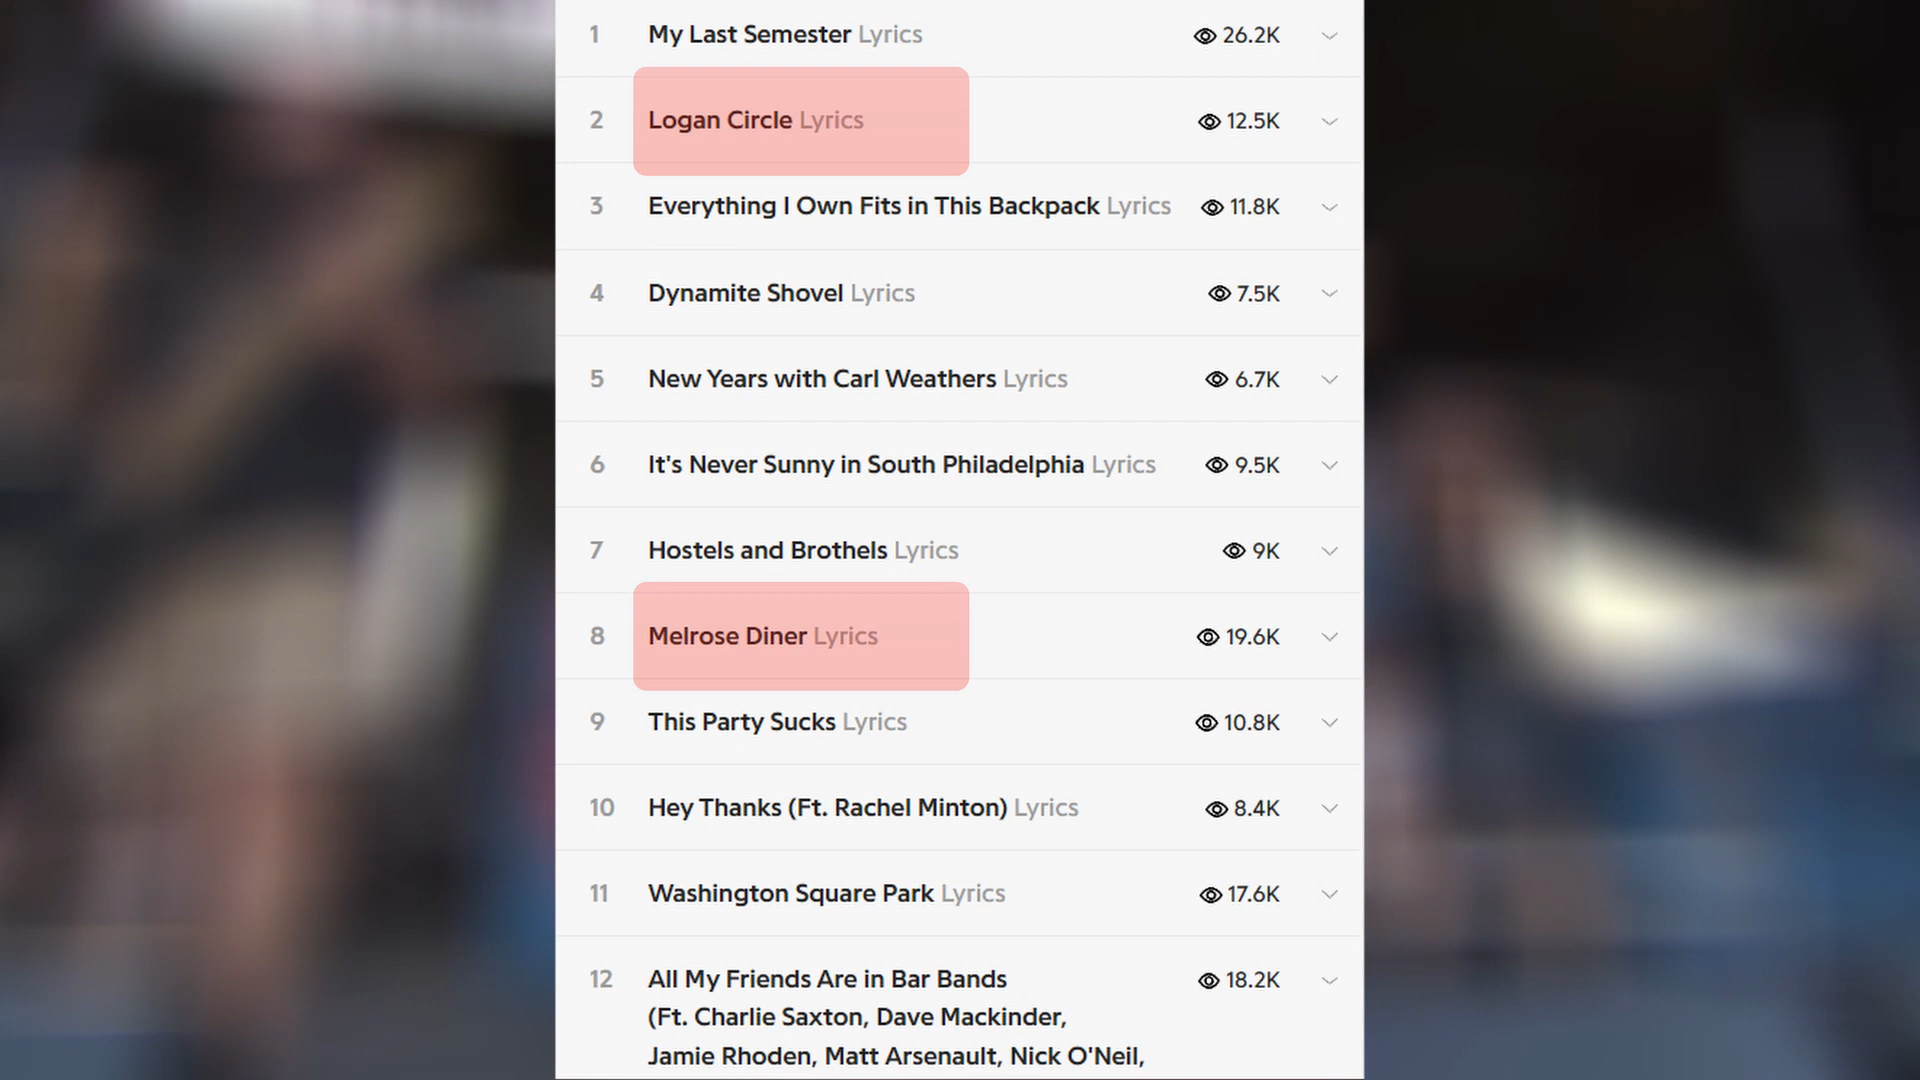 1 My Last Semester Lyrics 26.2K
2 Logan Circle Lyrics 12.5K
3 Everything I Own Fits in This Backpack Lyrics 11.8K
4 Dynamite Shovel Lyrics 7.5K
5 New Years with Carl Weathers Lyrics 6.7K
6 It's Never Sunny in South Philadelphia Lyrics 9.5K
7 Hostels and Brothels Lyrics 9K
8 Melrose Diner Lyrics 19.6K
9 This Party Sucks Lyrics 10.8K
10 Hey Thanks (Ft. Rachel Minton) Lyrics 8.4K
11 Washington Square Park Lyrics 17.6K
12 All My Friends Are in Bar Bands 18.2K
(Ft. Charlie Saxton, Dave Mackinder,
Jamie Rhoden, Matt Arsenault, Nick O'Neil,